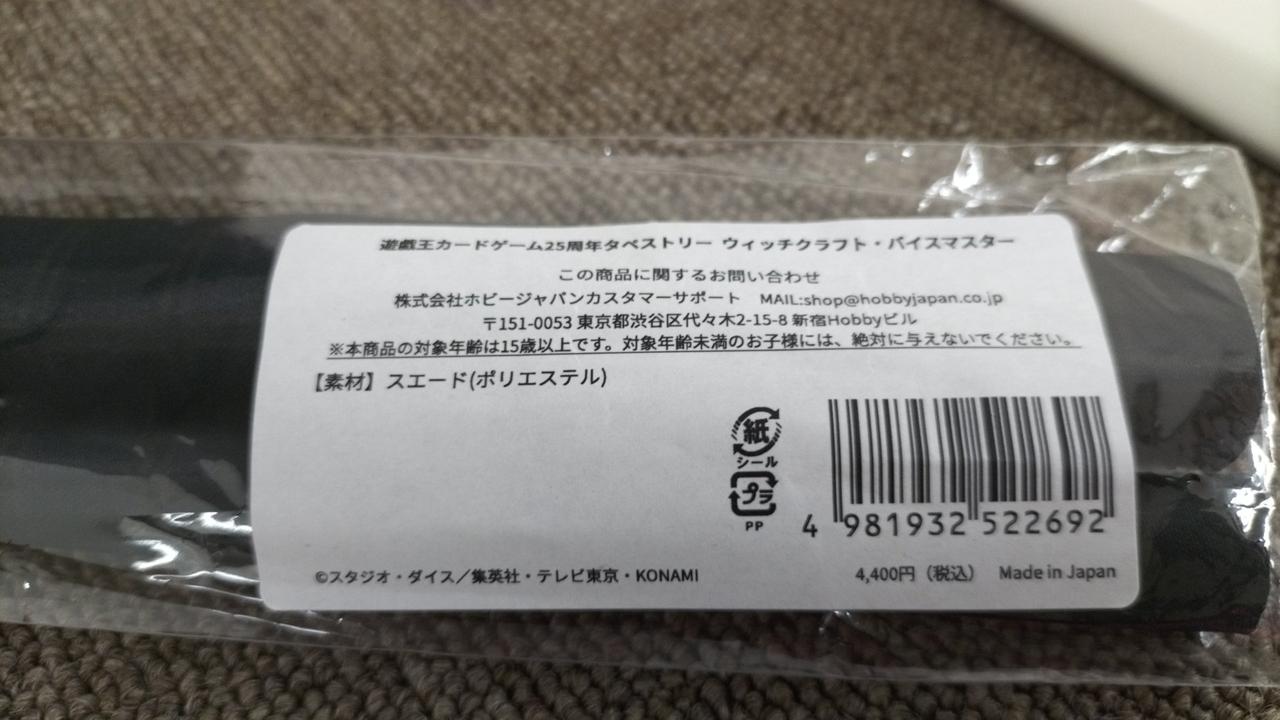 遊戯王カードゲーム25周年タペストリー ウィッチクラフト・バイスマスター
この商品に関するお問い合わせ
株式会社ホビージャパンカスタマーサポート MAIL:shop@hobbyjapan.co.jp
〒151-0053 東京都渋谷区代々木2-15-8 新宿Hobbyビル
※本商品の対象年齢は15歳以上です。対象年齢未満のお子様には、絶対に与えないでください。
【素材】スエード(ポリエステル)
紙
シール
プラ
PP
4 981932 522692
©スタジオ・ダイス／集英社・テレビ東京・KONAMI
4,400円（税込） Made in Japan